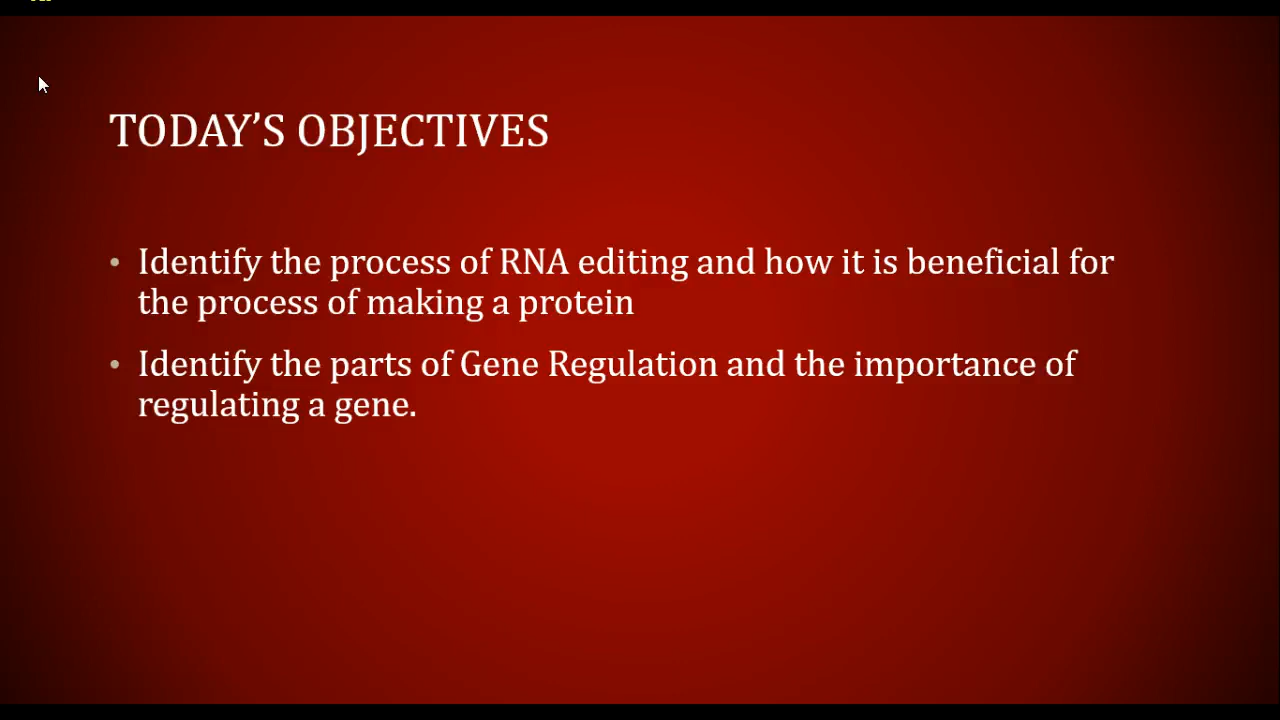 TODAY'S OBJECTIVES
• Identify the process of RNA editing and how it is beneficial for
the process of making a protein
• Identify the parts of Gene Regulation and the importance of
regulating a gene.